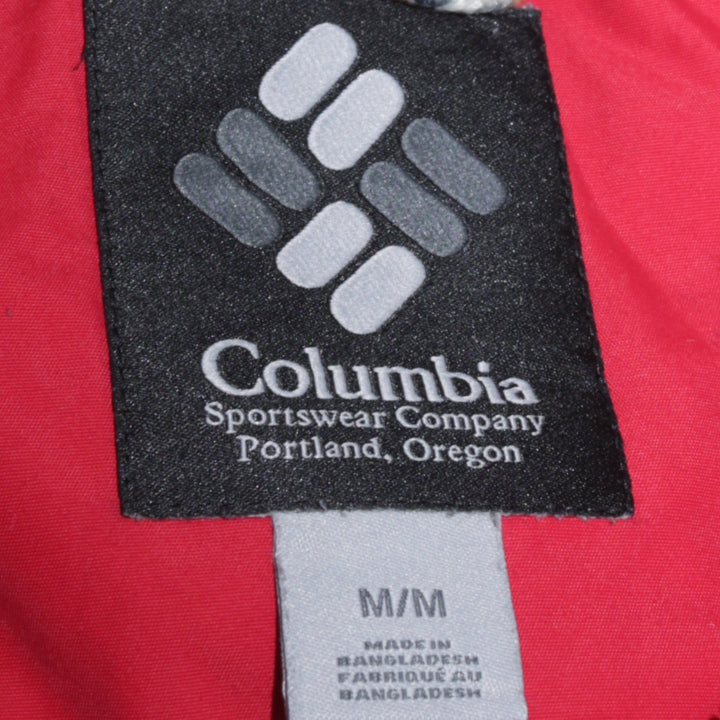 Columbia
Sportswear Company
Portland, Oregon
M/M
MADE IN
BANGLADESH
FABRIQUÉ AU
BANGLADESH